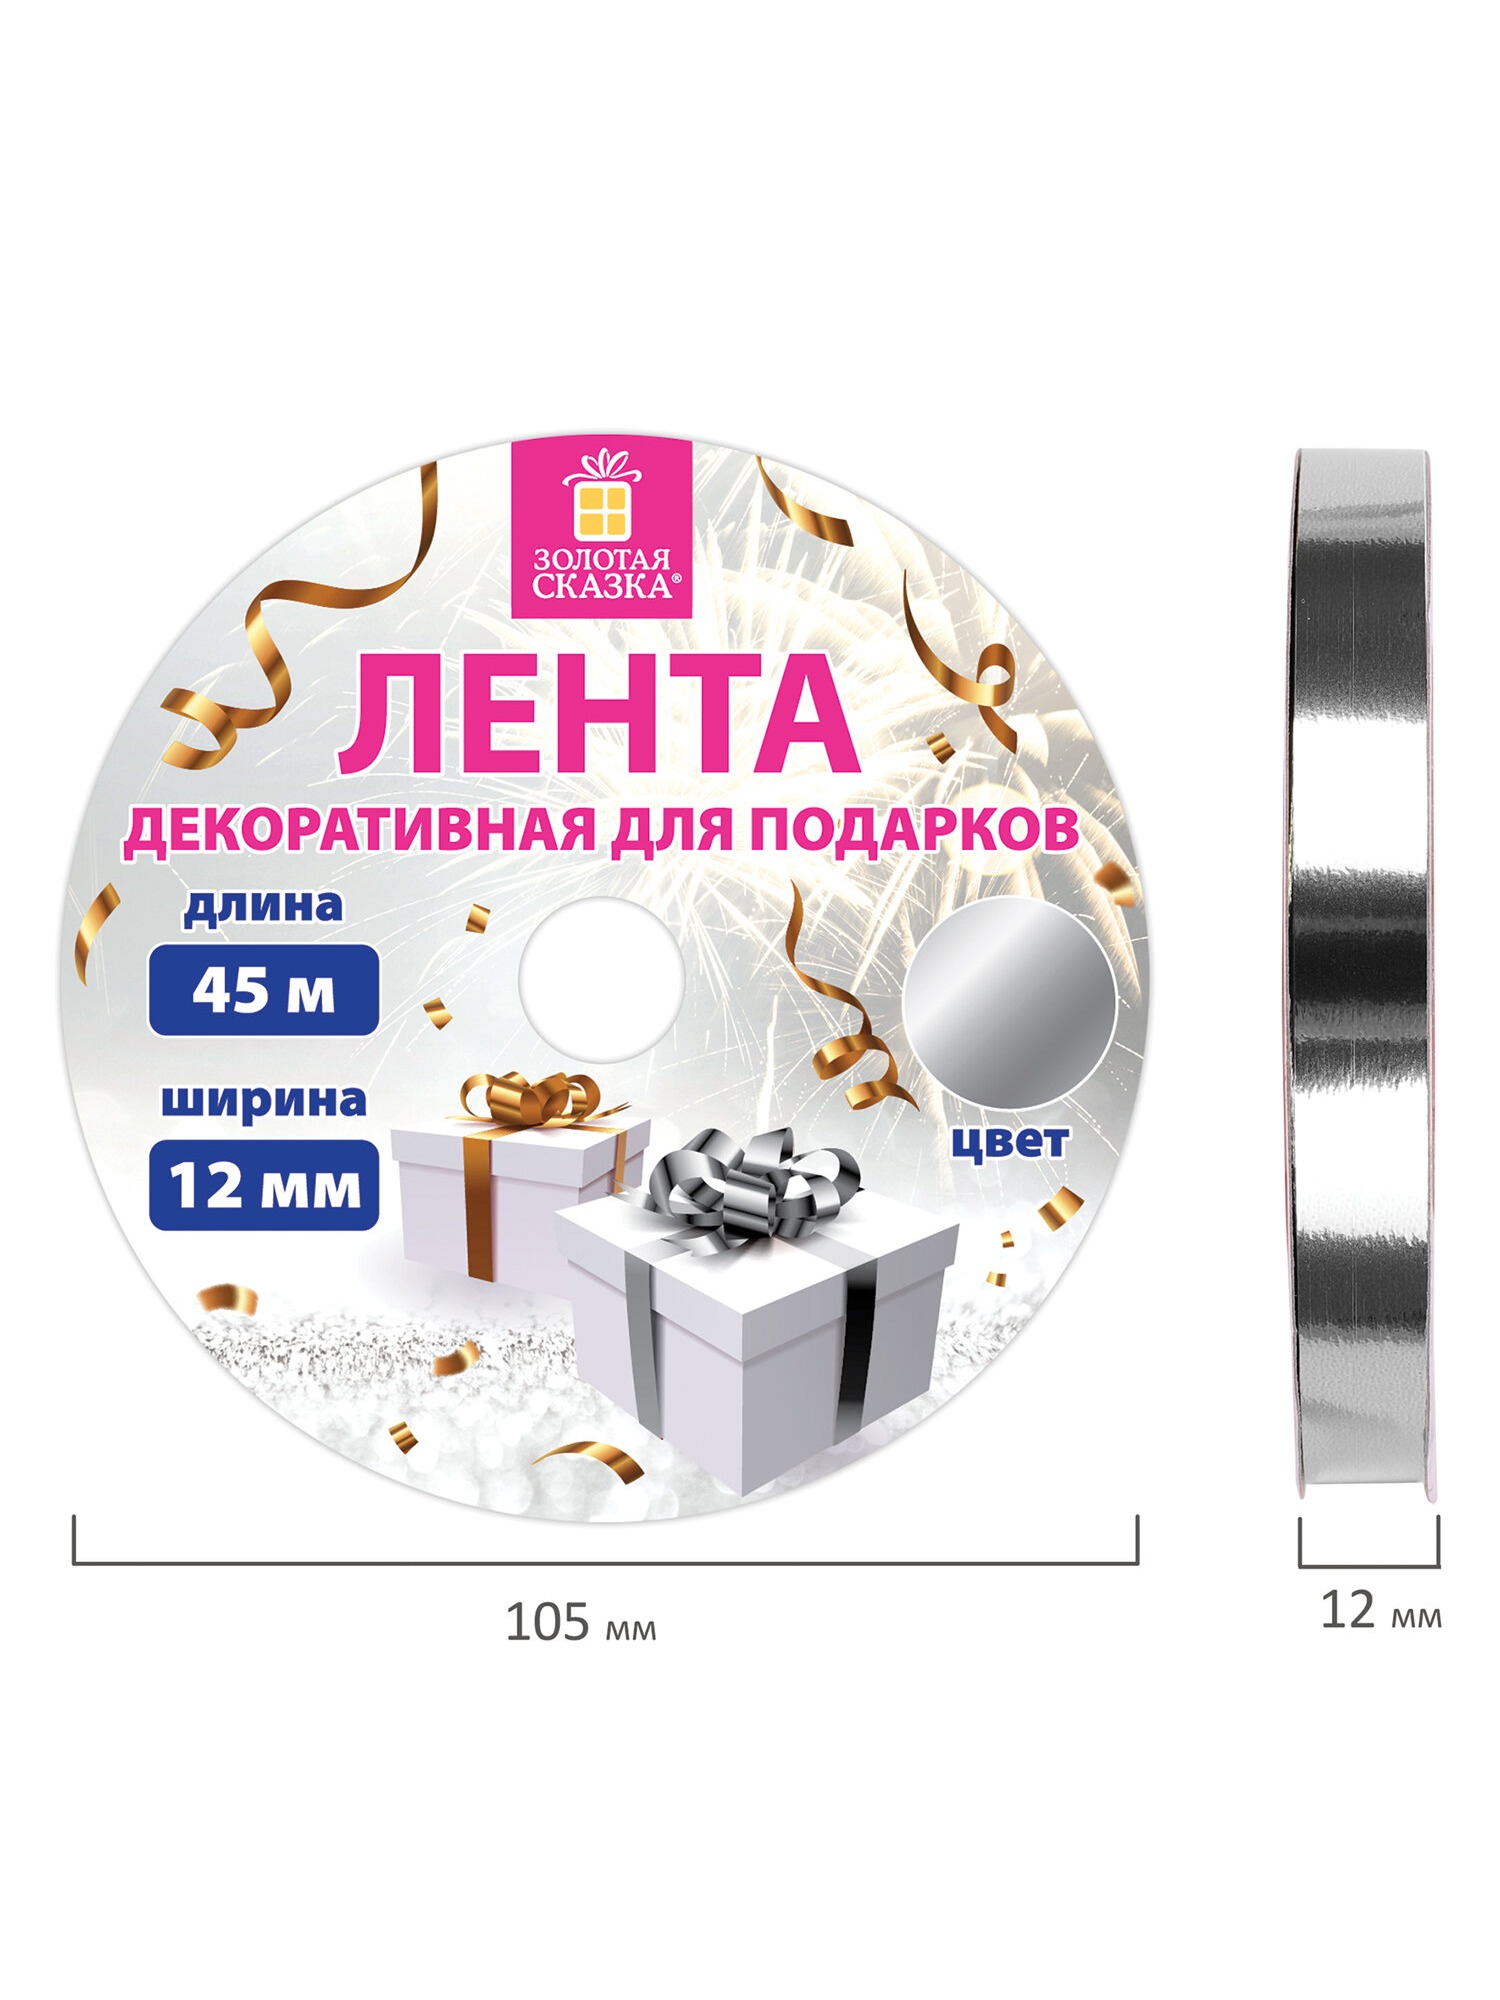 ЗОЛОТАЯ
СКАЗКА®
ЛЕНТА
ДЕКОРАТИВНАЯ ДЛЯ ПОДАРКОВ
длина
45 м
ширина
12 мм
цвет
105 мм
12 мм